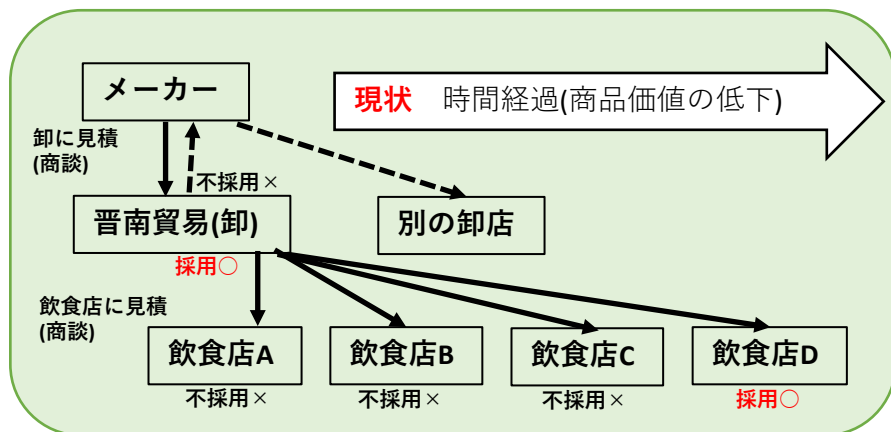 メーカー
現状 時間経過(商品価値の低下)
卸に見積
(商談)
不採用×
晋南貿易(卸)
別の卸店
採用○
飲食店に見積
(商談)
飲食店A
飲食店B
飲食店C
飲食店D
不採用×
不採用×
不採用×
採用○